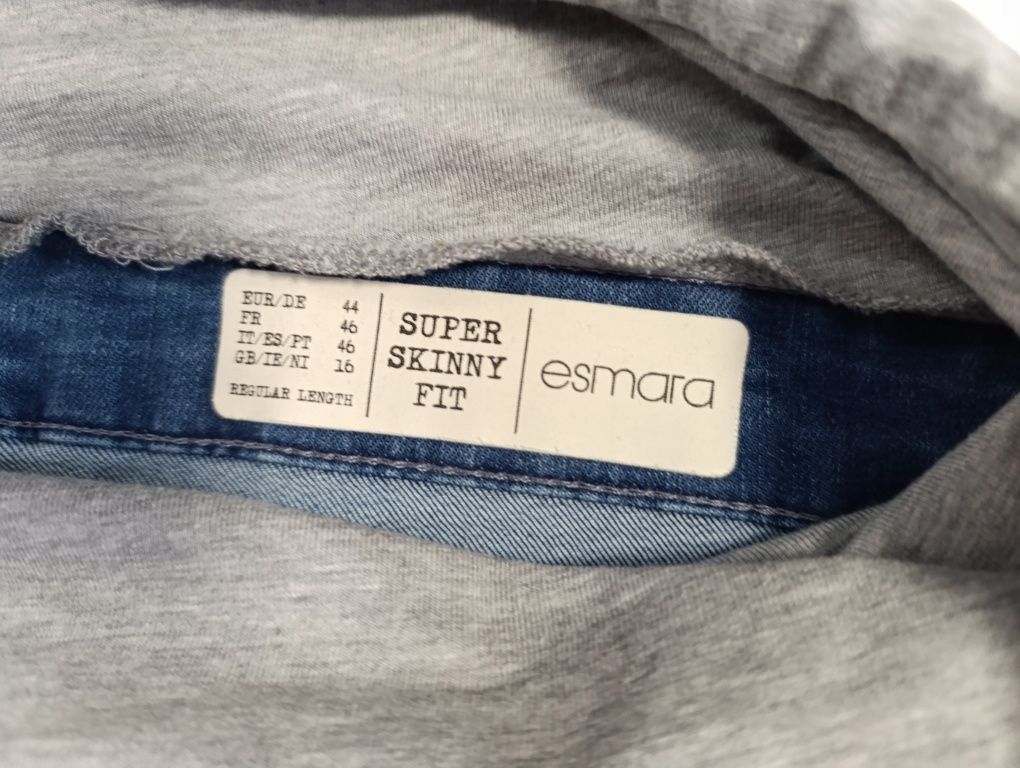 EUR/DE 44
FR 46
IT/ES/PT 46
GB/IE/NI 16
REGULAR LENGTH
SUPER
SKINNY
FIT
esmara